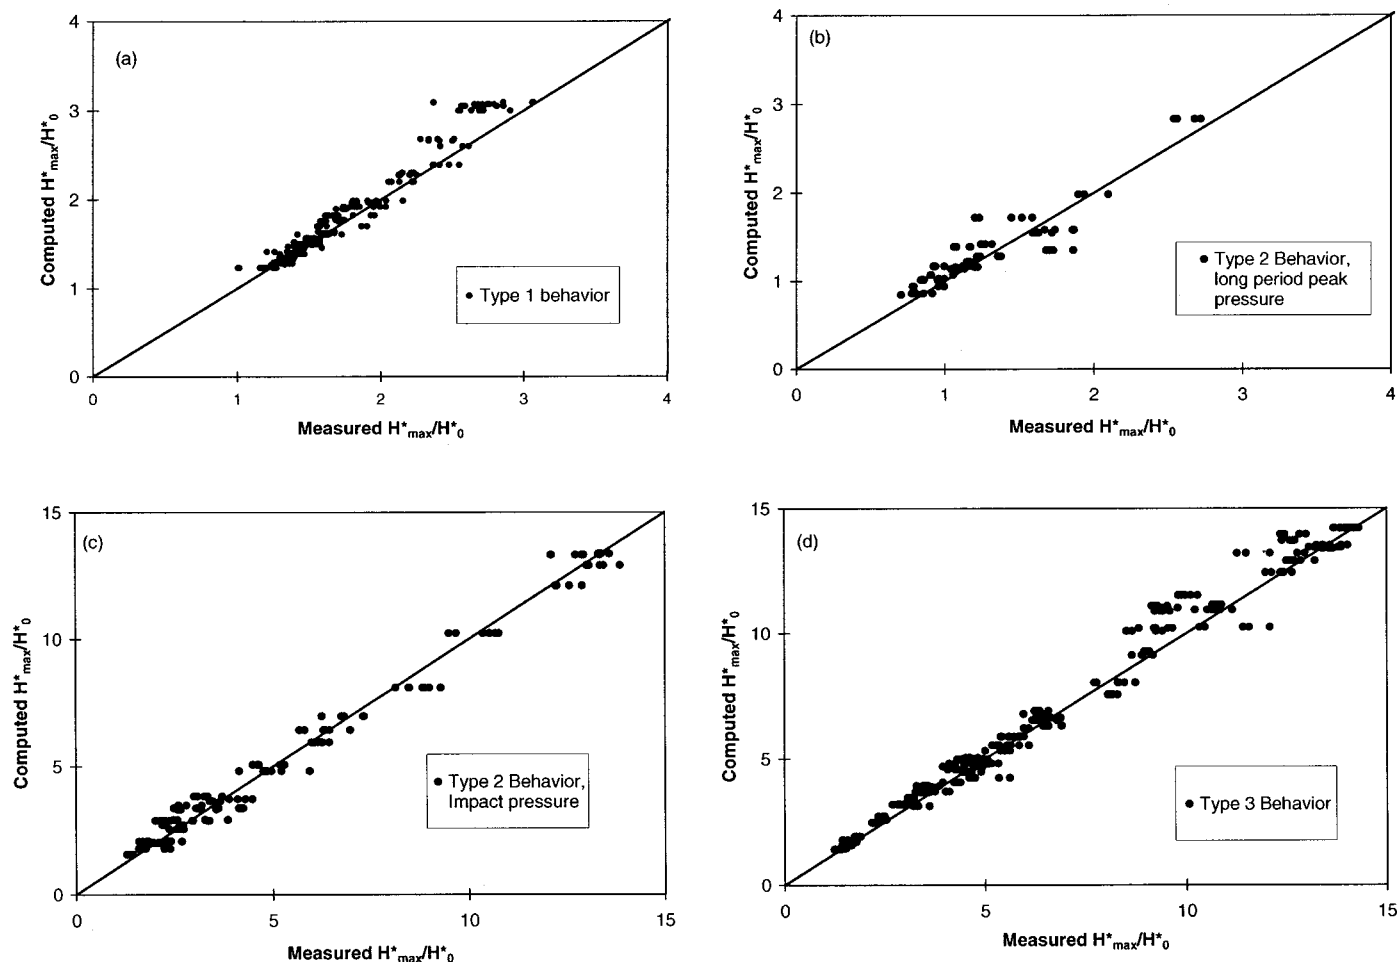 (a)
4
3
2
1
0
0
1
2
3
4
Computed H*max/H*0
Measured H*max/H*0
Type 1 behavior
(b)
4
3
2
1
0
0
1
2
3
4
Computed H*max/H*0
Measured H*max/H*0
Type 2 Behavior,
long period peak
pressure
(c)
15
10
5
0
0
5
10
15
Computed H*max/H*0
Measured H*max/H*0
Type 2 Behavior,
Impact pressure
(d)
15
10
5
0
0
5
10
15
Computed H*max/H*0
Measured H*max/H*0
Type 3 Behavior